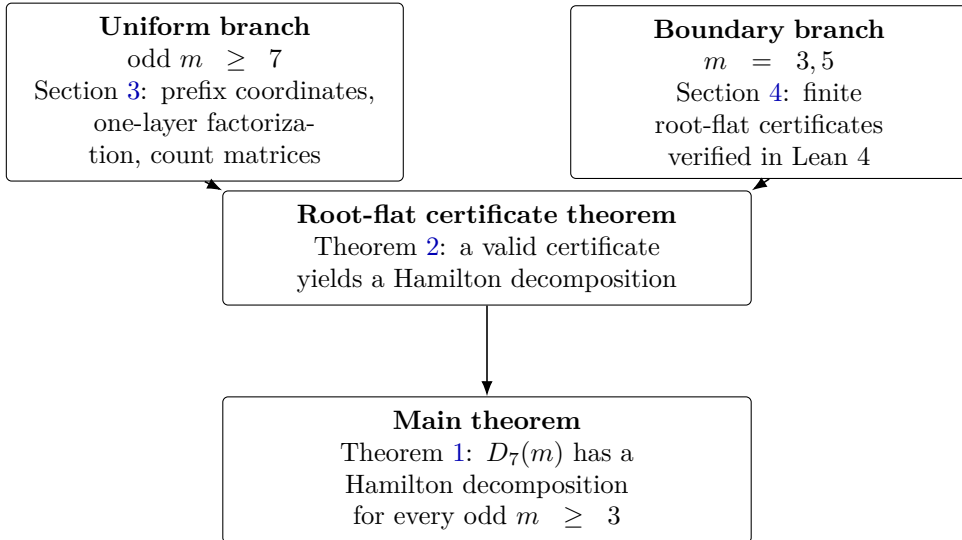 Uniform branch
odd m ≥ 7
Section 3: prefix coordinates,
one-layer factoriza-
tion, count matrices
Boundary branch
m = 3, 5
Section 4: finite
root-flat certificates
verified in Lean 4
Root-flat certificate theorem
Theorem 2: a valid certificate
yields a Hamilton decomposition
Main theorem
Theorem 1: D₇(m) has a
Hamilton decomposition
for every odd m ≥ 3